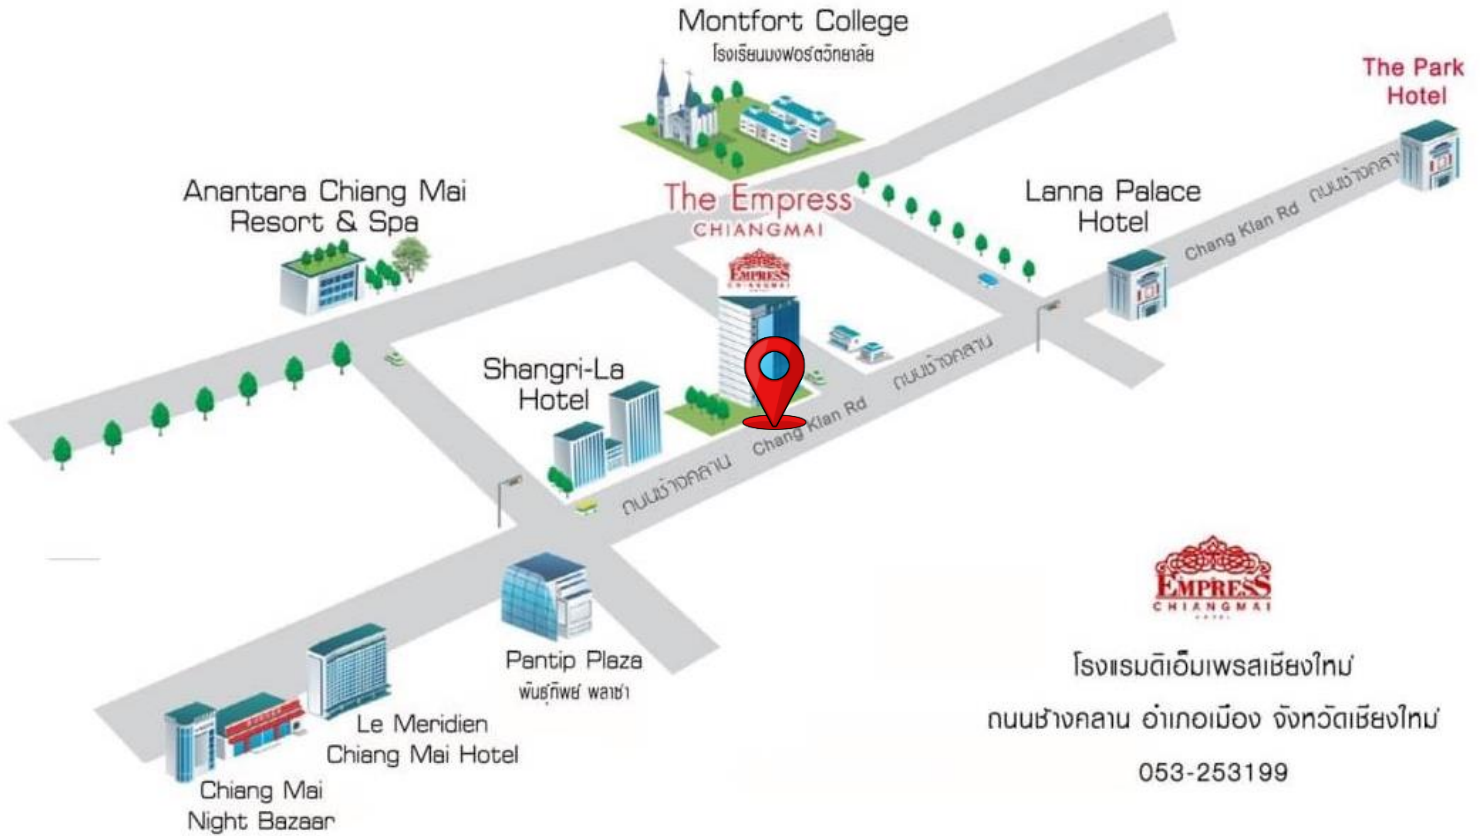 Montfort College
โรงเรียนมงฟอร์ตวิทยาลัย
The Park
Hotel
Anantara Chiang Mai
Resort & Spa
The Empress
CHIANGMAI
EMPRESS
CHIANGMAI
HOTEL
Lanna Palace
Hotel
Chang Klan Rd ถนนช้างคลาน
Shangri-La
Hotel
ถนนช้างคลาน Chang Klan Rd ถนนช้างคลาน
Pantip Plaza
พันธุ์ทิพย์ พลาซ่า
Le Meridien
Chiang Mai Hotel
Chiang Mai
Night Bazaar
EMPRESS
CHIANGMAI
HOTEL
โรงแรมดิเอ็มเพรสเชียงใหม่
ถนนช้างคลาน อำเภอเมือง จังหวัดเชียงใหม่
053-253199